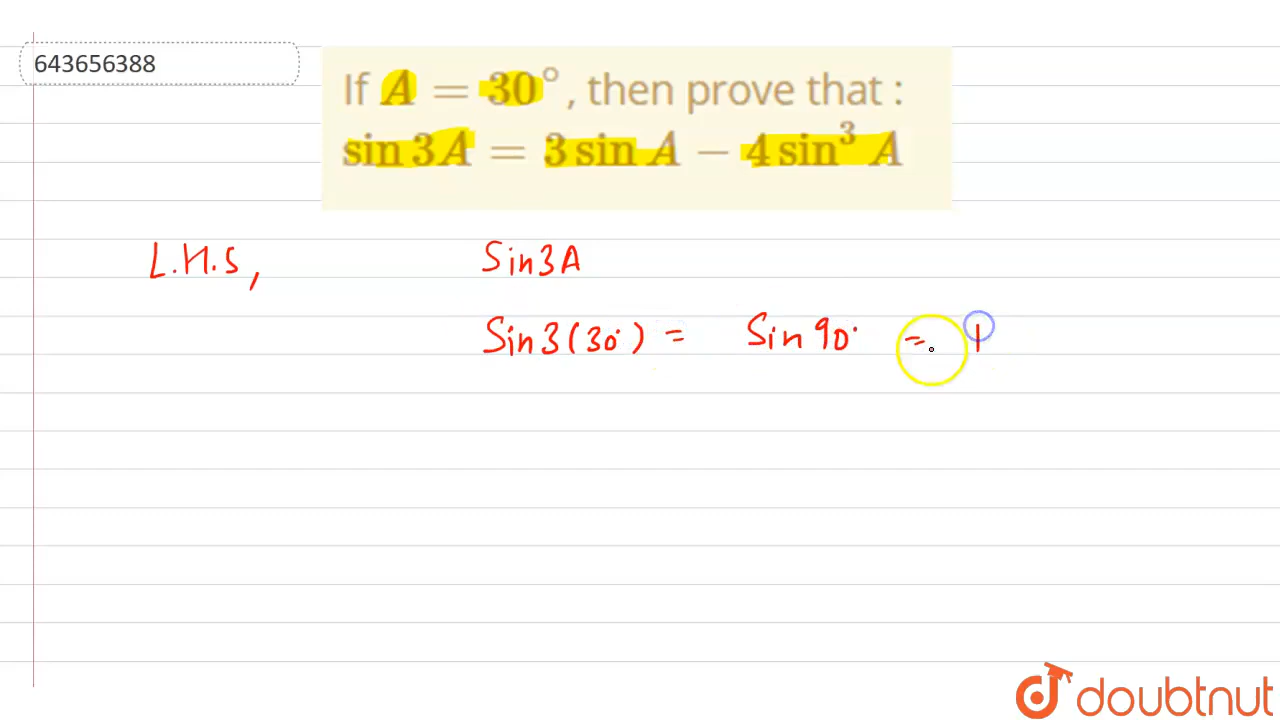 643656388
If A = 30°, then prove that :
sin 3A = 3 sin A − 4 sin³ A
L.H.S, Sin3A
Sin3(30°) = Sin 90° = 1
doubtnut